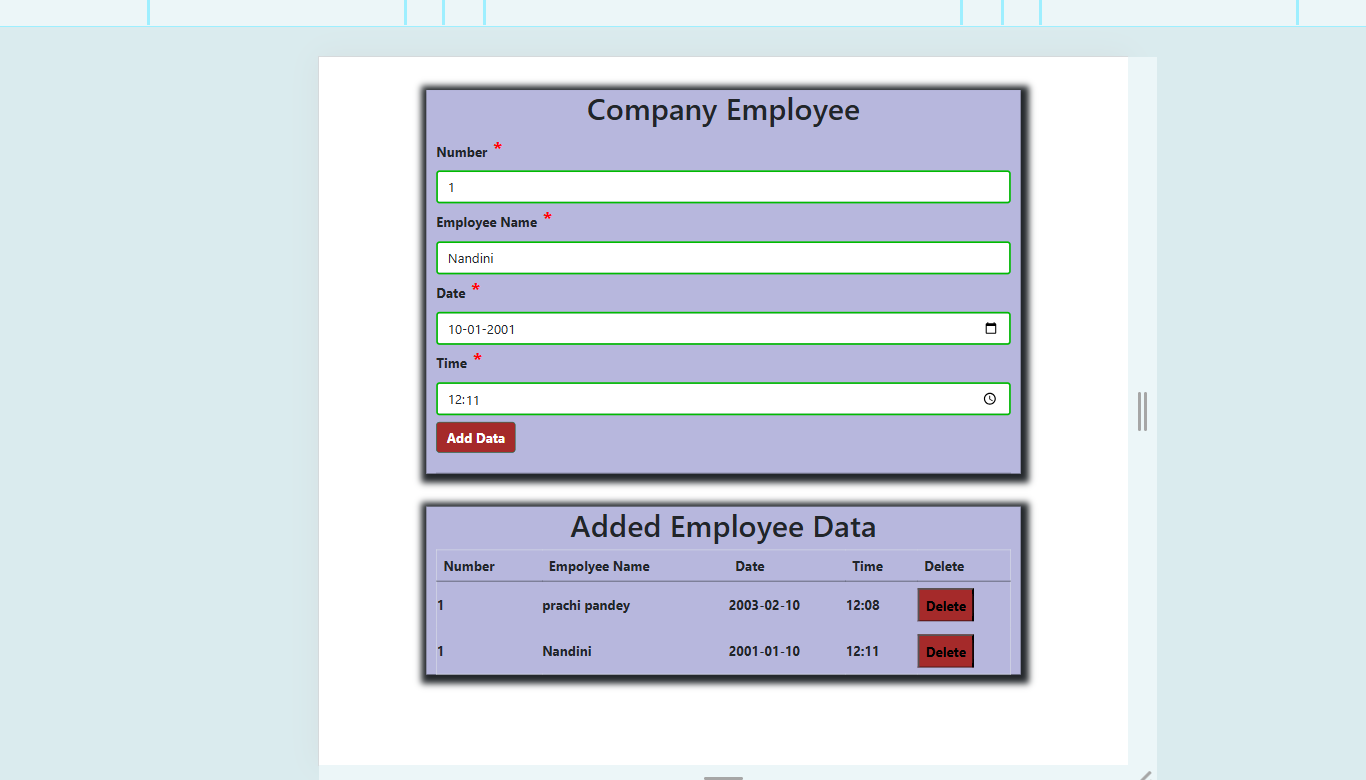 Company Employee
Number *
1
Employee Name *
Nandini
Date *
10-01-2001
Time *
12:11
Add Data
Added Employee Data
Number Empolyee Name Date Time Delete
1 prachi pandey 2003-02-10 12:08 Delete
1 Nandini 2001-01-10 12:11 Delete